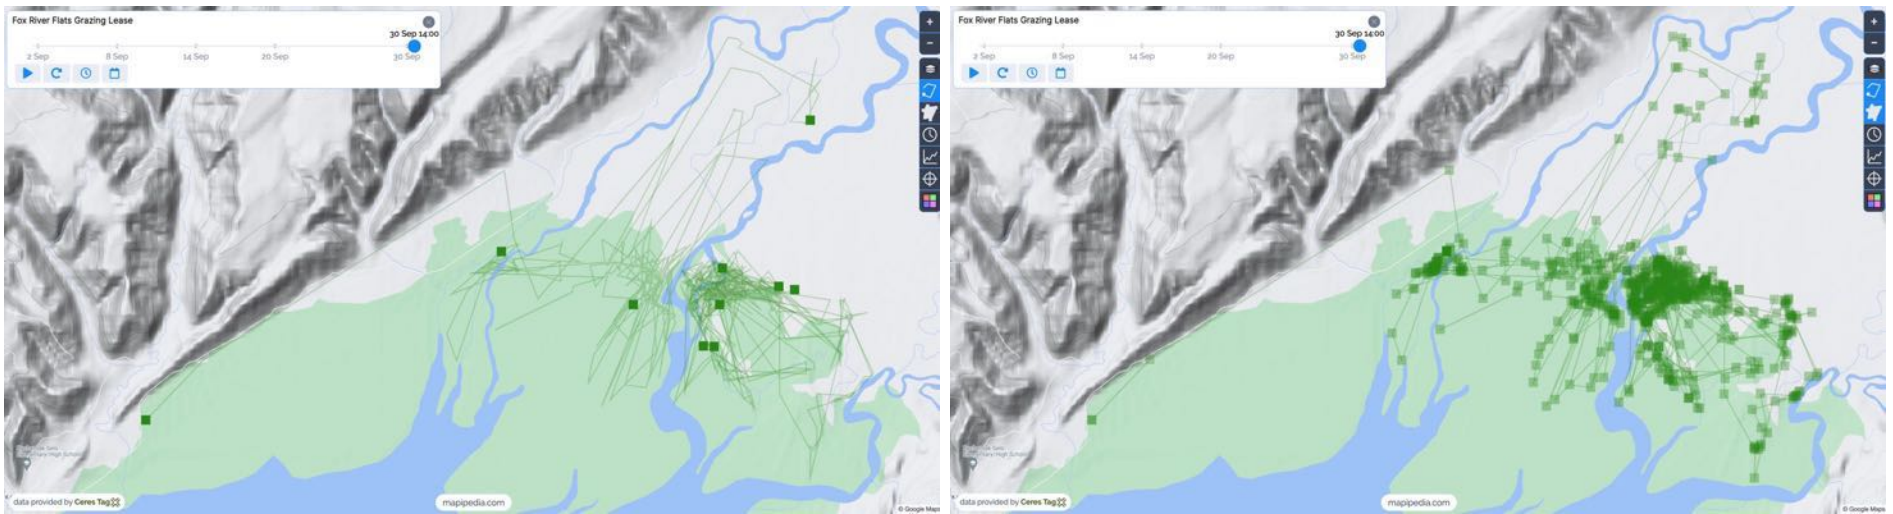 Fox River Flats Grazing Lease
30 Sep 14:00
2 Sep 8 Sep 14 Sep 20 Sep 30 Sep
data provided by Ceres Tag
mapipedia.com
© Google Maps
Fox River Flats Grazing Lease
30 Sep 14:00
2 Sep 8 Sep 14 Sep 20 Sep 30 Sep
data provided by Ceres Tag
mapipedia.com
© Google Maps